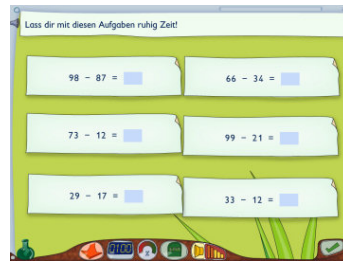 Lass dir mit diesen Aufgaben ruhig Zeit!
98 - 87 =
66 - 34 =
73 - 12 =
99 - 21 =
29 - 17 =
33 - 12 =